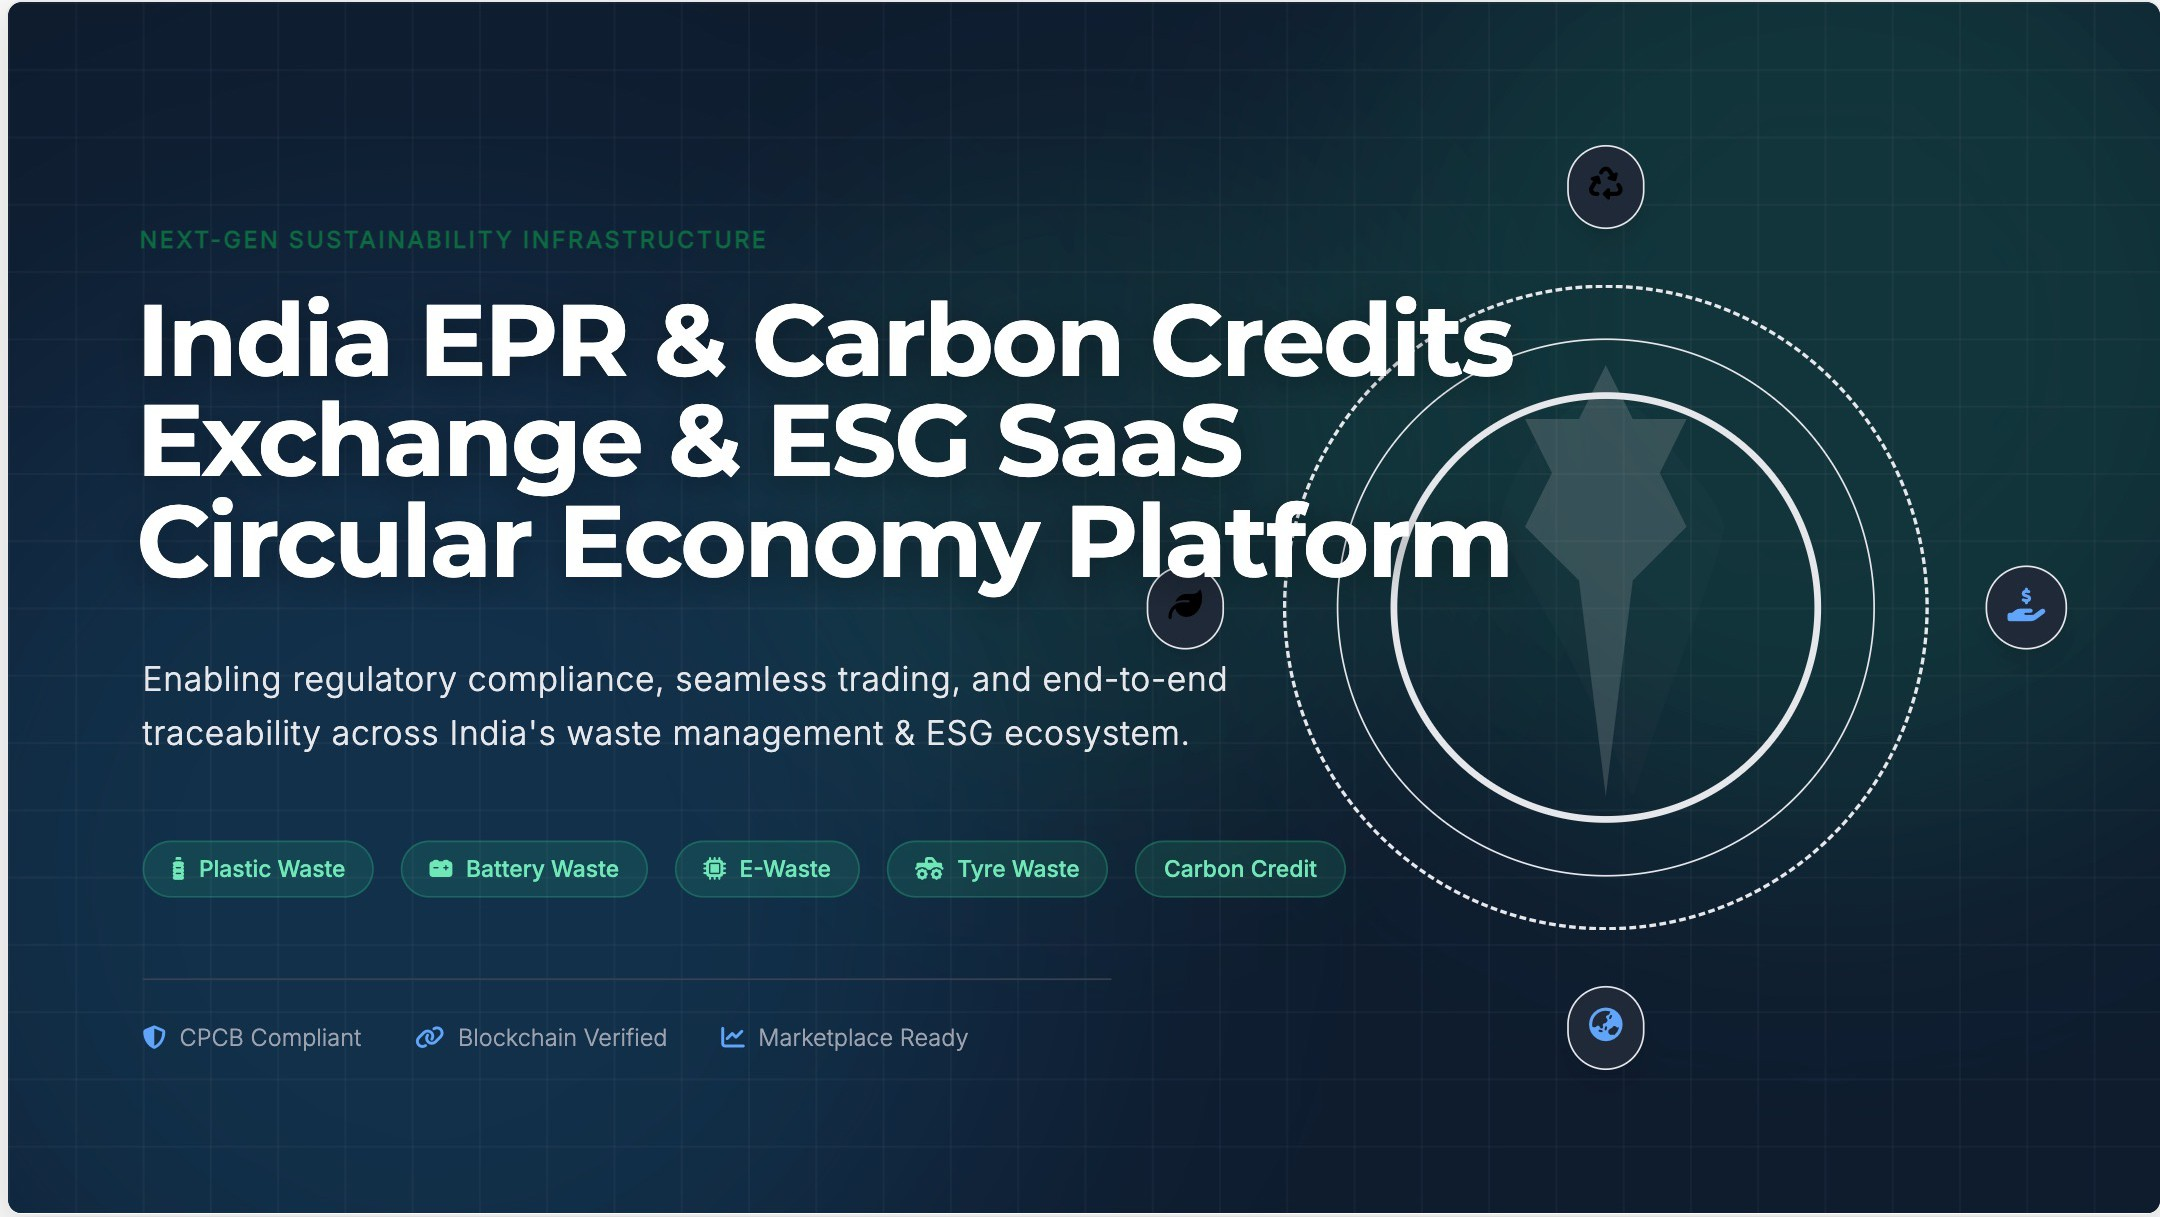 NEXT-GEN SUSTAINABILITY INFRASTRUCTURE
India EPR & Carbon Credits
Exchange & ESG SaaS
Circular Economy Platform
Enabling regulatory compliance, seamless trading, and end-to-end
traceability across India's waste management & ESG ecosystem.
Plastic Waste Battery Waste E-Waste Tyre Waste Carbon Credit
CPCB Compliant Blockchain Verified Marketplace Ready